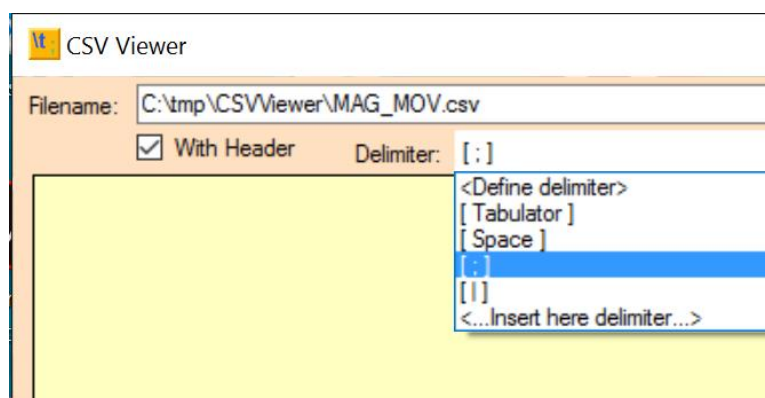 \t ; CSV Viewer
Filename: C:\tmp\CSVViewer\MAG_MOV.csv
With Header Delimiter: [ ; ]
<Define delimiter>
[ Tabulator ]
[ Space ]
[ ; ]
[ | ]
<...Insert here delimiter...>